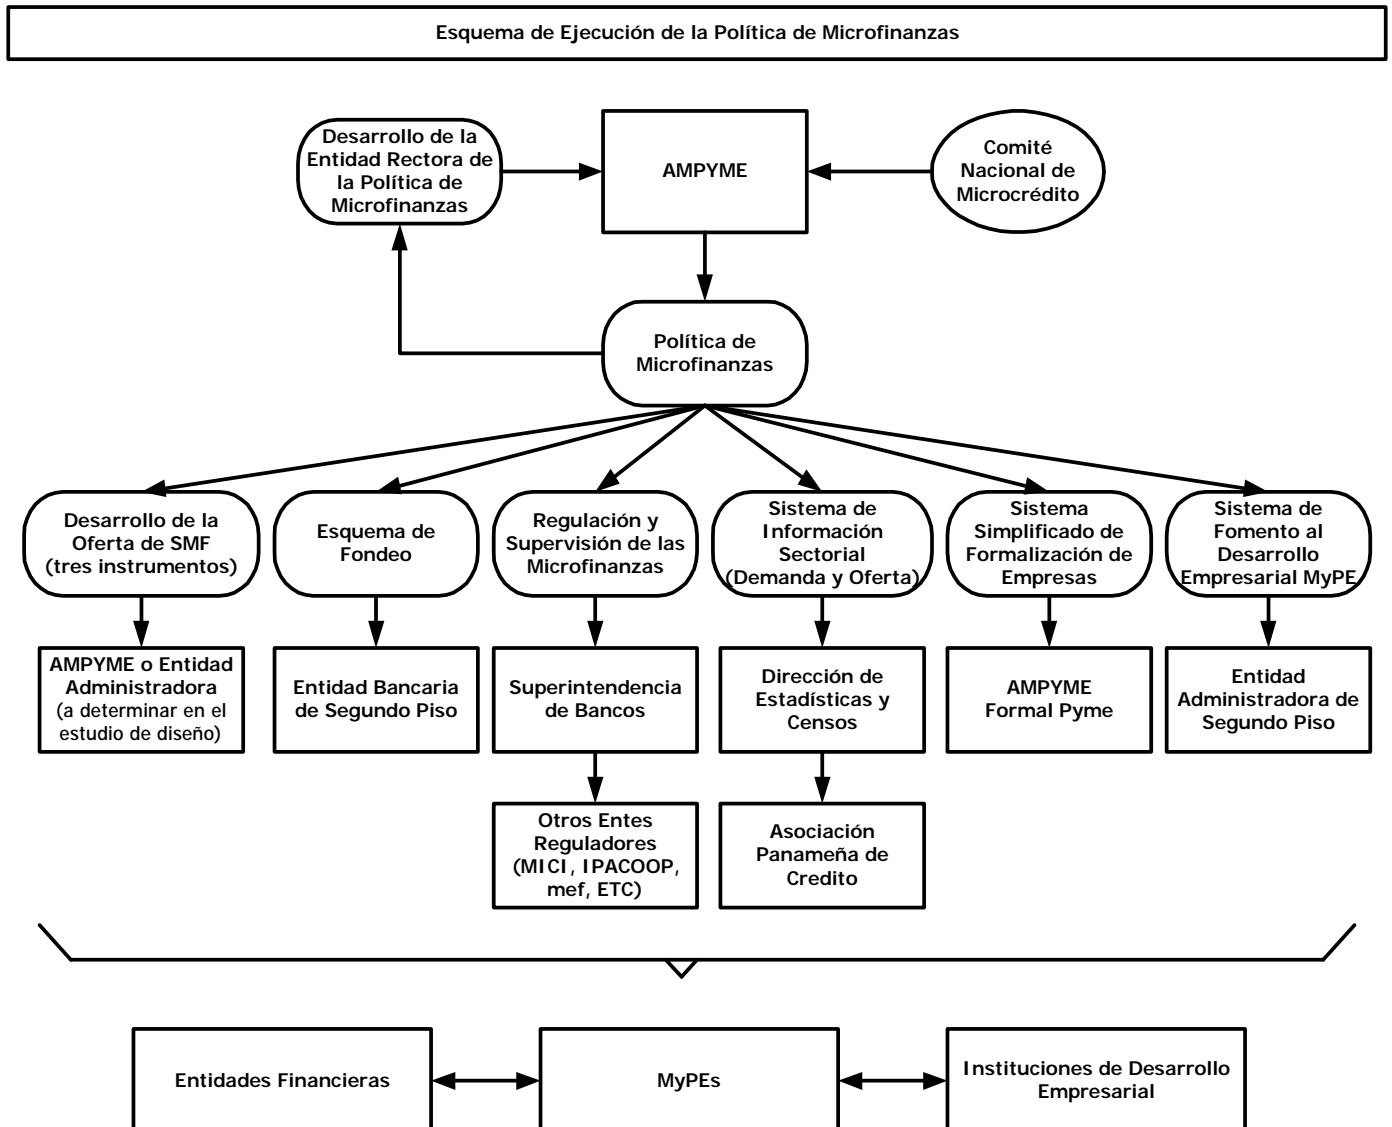 Esquema de Ejecución de la Política de Microfinanzas
Desarrollo de la
Entidad Rectora de
la Política de
Microfinanzas
AMPYME
Comité
Nacional de
Microcrédito
Política de
Microfinanzas
Desarrollo de la
Oferta de SMF
(tres instrumentos)
Esquema de
Fondeo
Regulación y
Supervisión de las
Microfinanzas
Sistema de
Información
Sectorial
(Demanda y Oferta)
Sistema
Simplificado de
Formalización de
Empresas
Sistema de
Fomento al
Desarrollo
Empresarial MyPE
AMPYME o Entidad
Administradora
(a determinar en el
estudio de diseño)
Entidad Bancaria
de Segundo Piso
Superintendencia
de Bancos
Dirección de
Estadísticas y
Censos
AMPYME
Formal Pyme
Entidad
Administradora de
Segundo Piso
Otros Entes
Reguladores
(MICI, IPACOOP,
mef, ETC)
Asociación
Panameña de
Credito
Entidades Financieras
MyPEs
Instituciones de Desarrollo
Empresarial